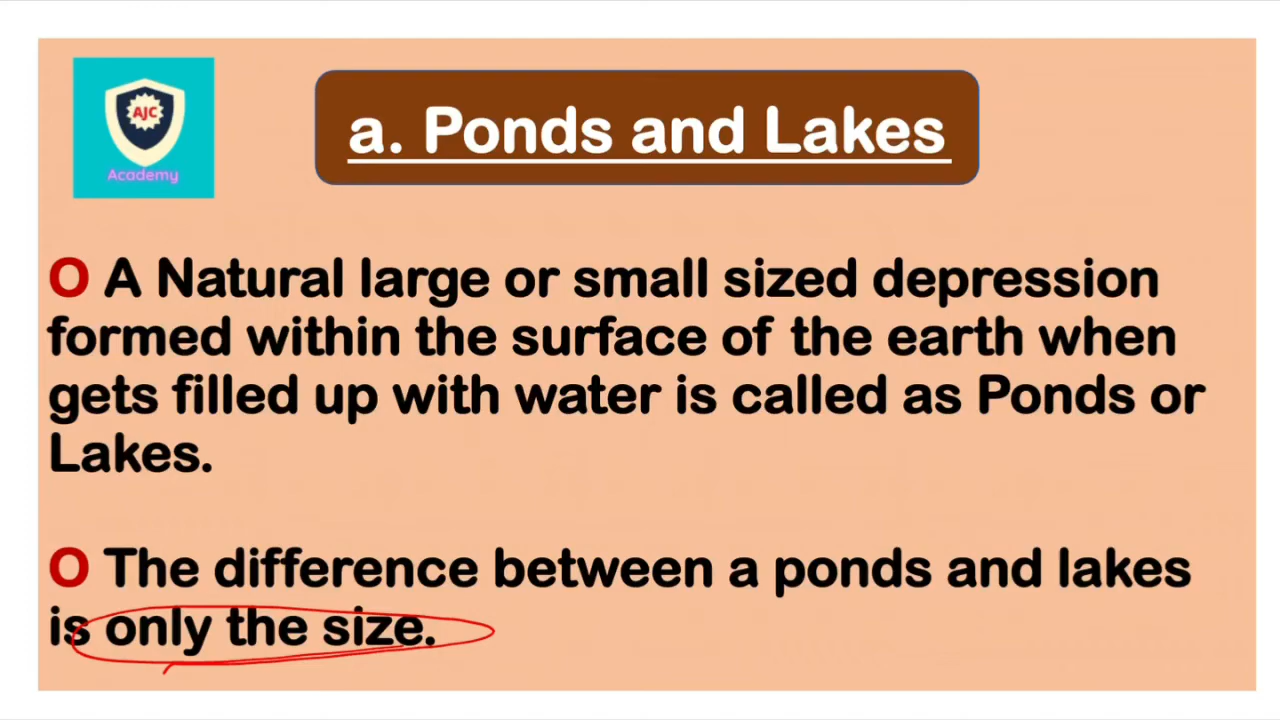 AJC
Academy
a. Ponds and Lakes
O A Natural large or small sized depression
formed within the surface of the earth when
gets filled up with water is called as Ponds or
Lakes.
O The difference between a ponds and lakes
is only the size.